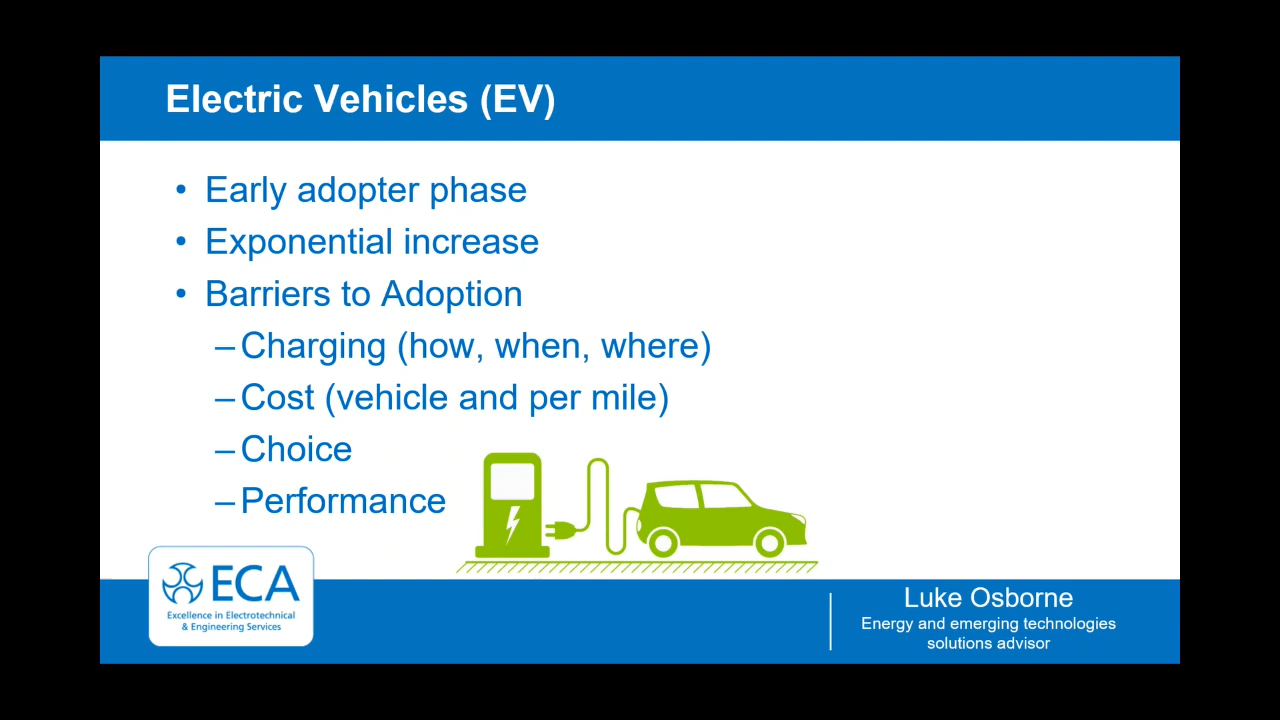 Electric Vehicles (EV)
• Early adopter phase
• Exponential increase
• Barriers to Adoption
–Charging (how, when, where)
–Cost (vehicle and per mile)
–Choice
–Performance
ECA
Excellence in Electrotechnical
& Engineering Services
Luke Osborne
Energy and emerging technologies
solutions advisor